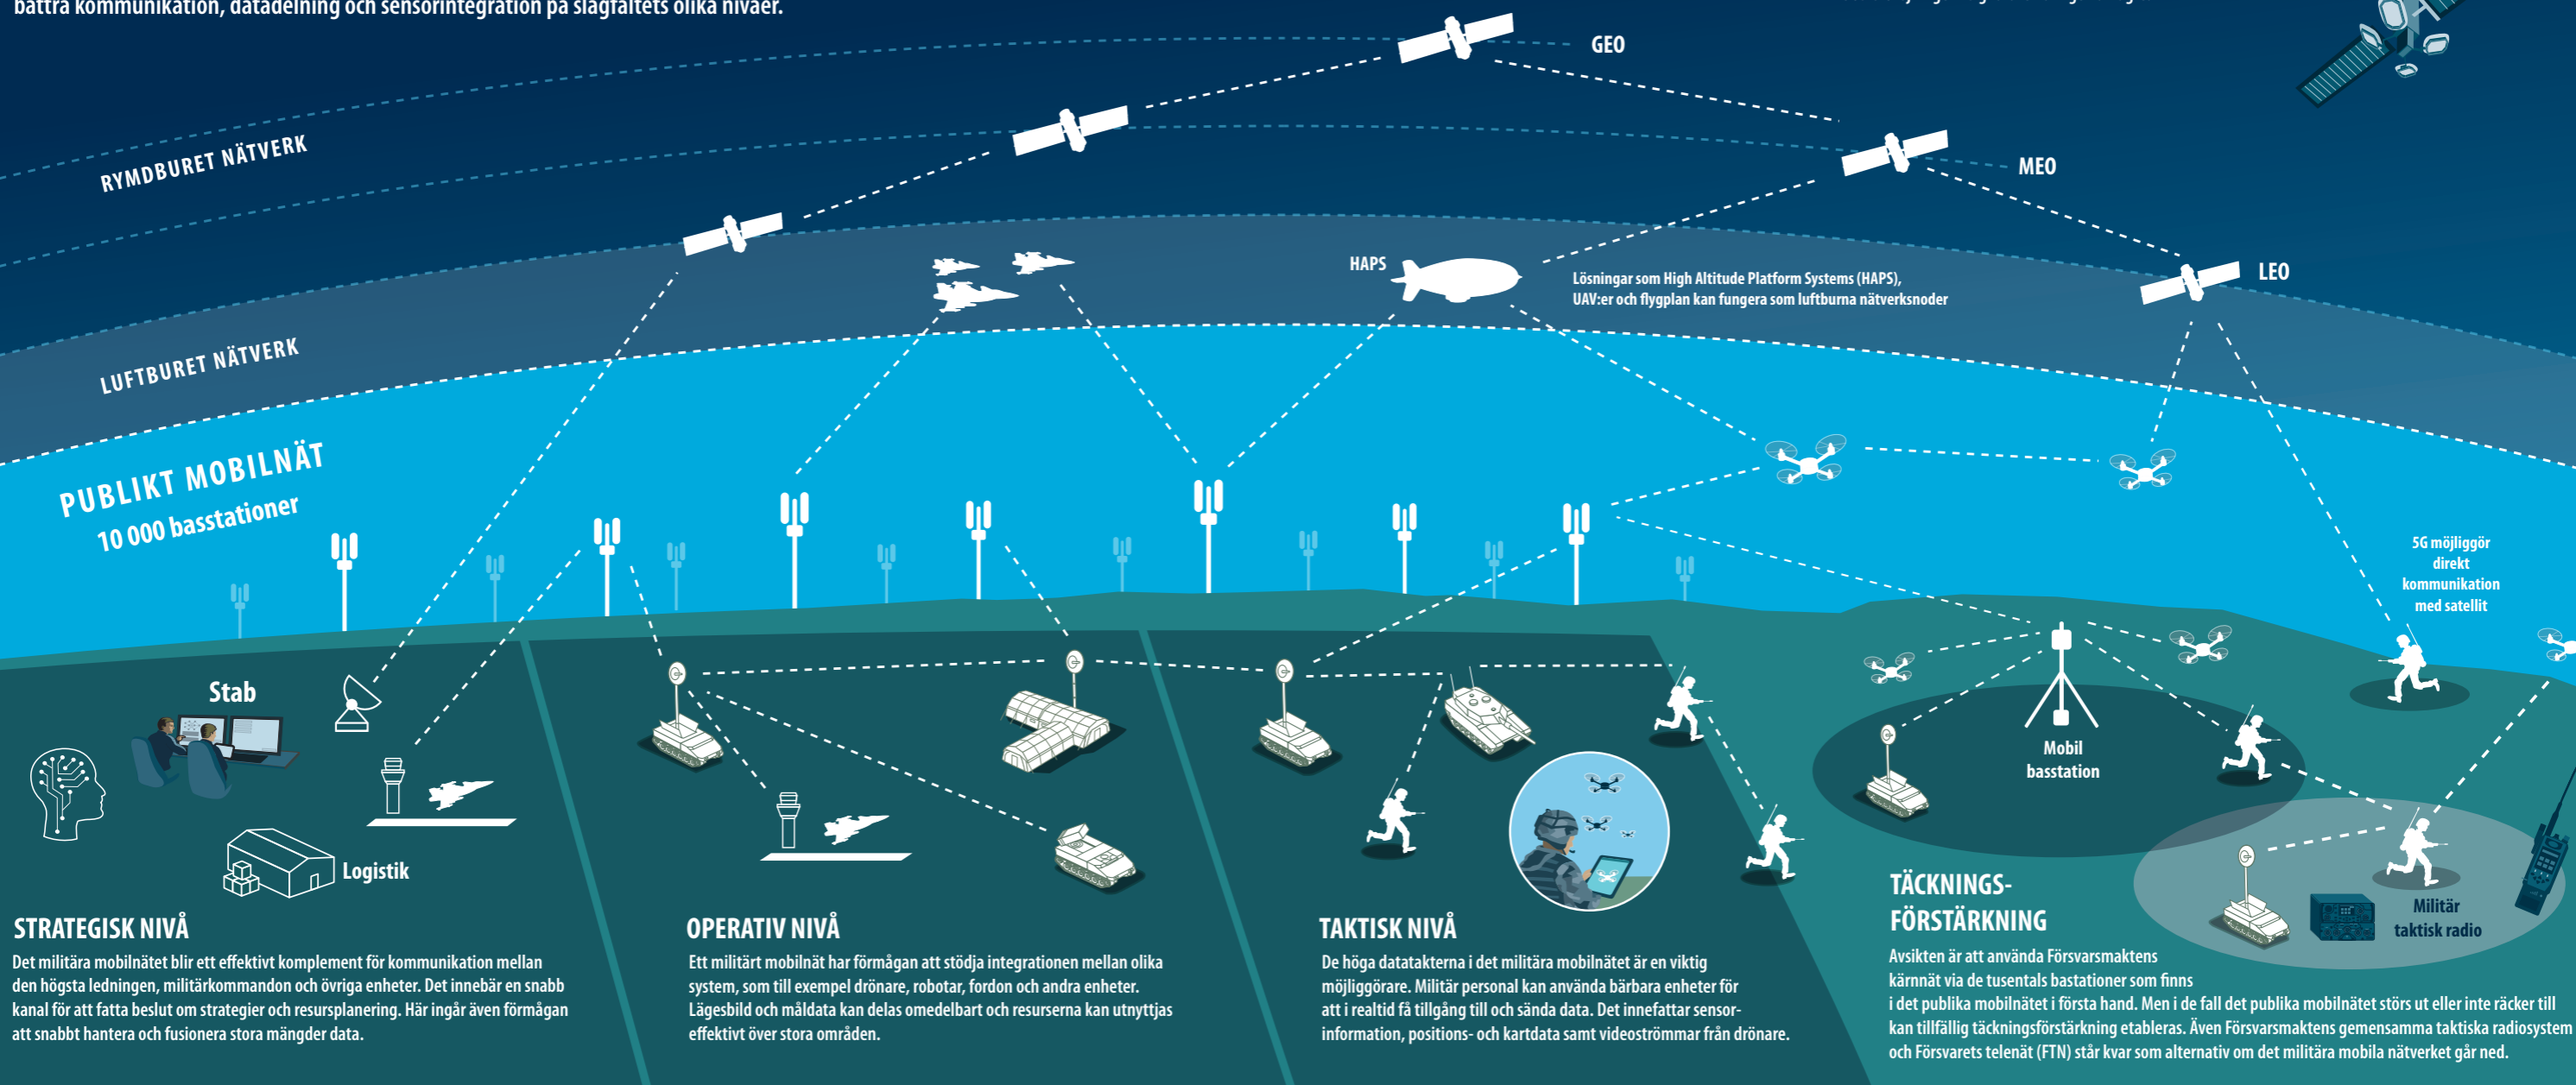 bättra kommunikation, datadelning och sensorintegration på slagfältets olika nivåer.
GEO
RYMDBURET NÄTVERK
MEO
HAPS
Lösningar som High Altitude Platform Systems (HAPS),
UAV:er och flygplan kan fungera som luftburna nätverksnoder
LEO
LUFTBURET NÄTVERK
PUBLIKT MOBILNÄT
10 000 basstationer
5G möjliggör
direkt
kommunikation
med satellit
Stab
Logistik
Mobil
basstation
Militär
taktisk radio
STRATEGISK NIVÅ
Det militära mobilnätet blir ett effektivt komplement för kommunikation mellan
den högsta ledningen, militärkommandon och övriga enheter. Det innebär en snabb
kanal för att fatta beslut om strategier och resursplanering. Här ingår även förmågan
att snabbt hantera och fusionera stora mängder data.
OPERATIV NIVÅ
Ett militärt mobilnät har förmågan att stödja integrationen mellan olika
system, som till exempel drönare, robotar, fordon och andra enheter.
Lägesbild och måldata kan delas omedelbart och resurserna kan utnyttjas
effektivt över stora områden.
TAKTISK NIVÅ
De höga datatakterna i det militära mobilnätet är en viktig
möjliggörare. Militär personal kan använda bärbara enheter för
att i realtid få tillgång till och sända data. Det innefattar sensor-
information, positions- och kartdata samt videoströmmar från drönare.
TÄCKNINGS-
FÖRSTÄRKNING
Avsikten är att använda Försvarsmaktens
kärnnät via de tusentals bastationer som finns
i det publika mobilnätet i första hand. Men i de fall det publika mobilnätet störs ut eller inte räcker till
kan tillfällig täckningsförstärkning etableras. Även Försvarsmaktens gemensamma taktiska radiosystem
och Försvarets telenät (FTN) står kvar som alternativ om det militära mobila nätverket går ned.